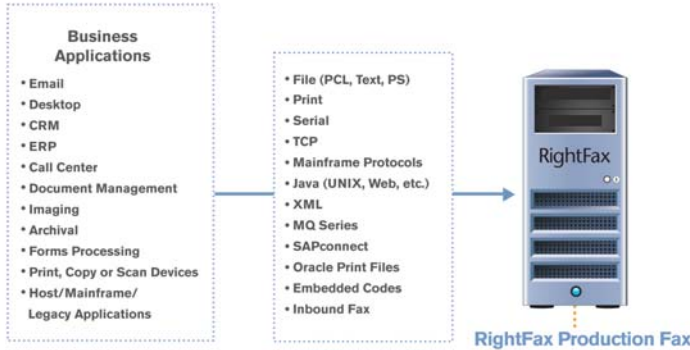 Business
Applications
• Email
• Desktop
• CRM
• ERP
• Call Center
• Document Management
• Imaging
• Archival
• Forms Processing
• Print, Copy or Scan Devices
• Host/Mainframe/
Legacy Applications
• File (PCL, Text, PS)
• Print
• Serial
• TCP
• Mainframe Protocols
• Java (UNIX, Web, etc.)
• XML
• MQ Series
• SAPconnect
• Oracle Print Files
• Embedded Codes
• Inbound Fax
RightFax
RightFax Production Fax